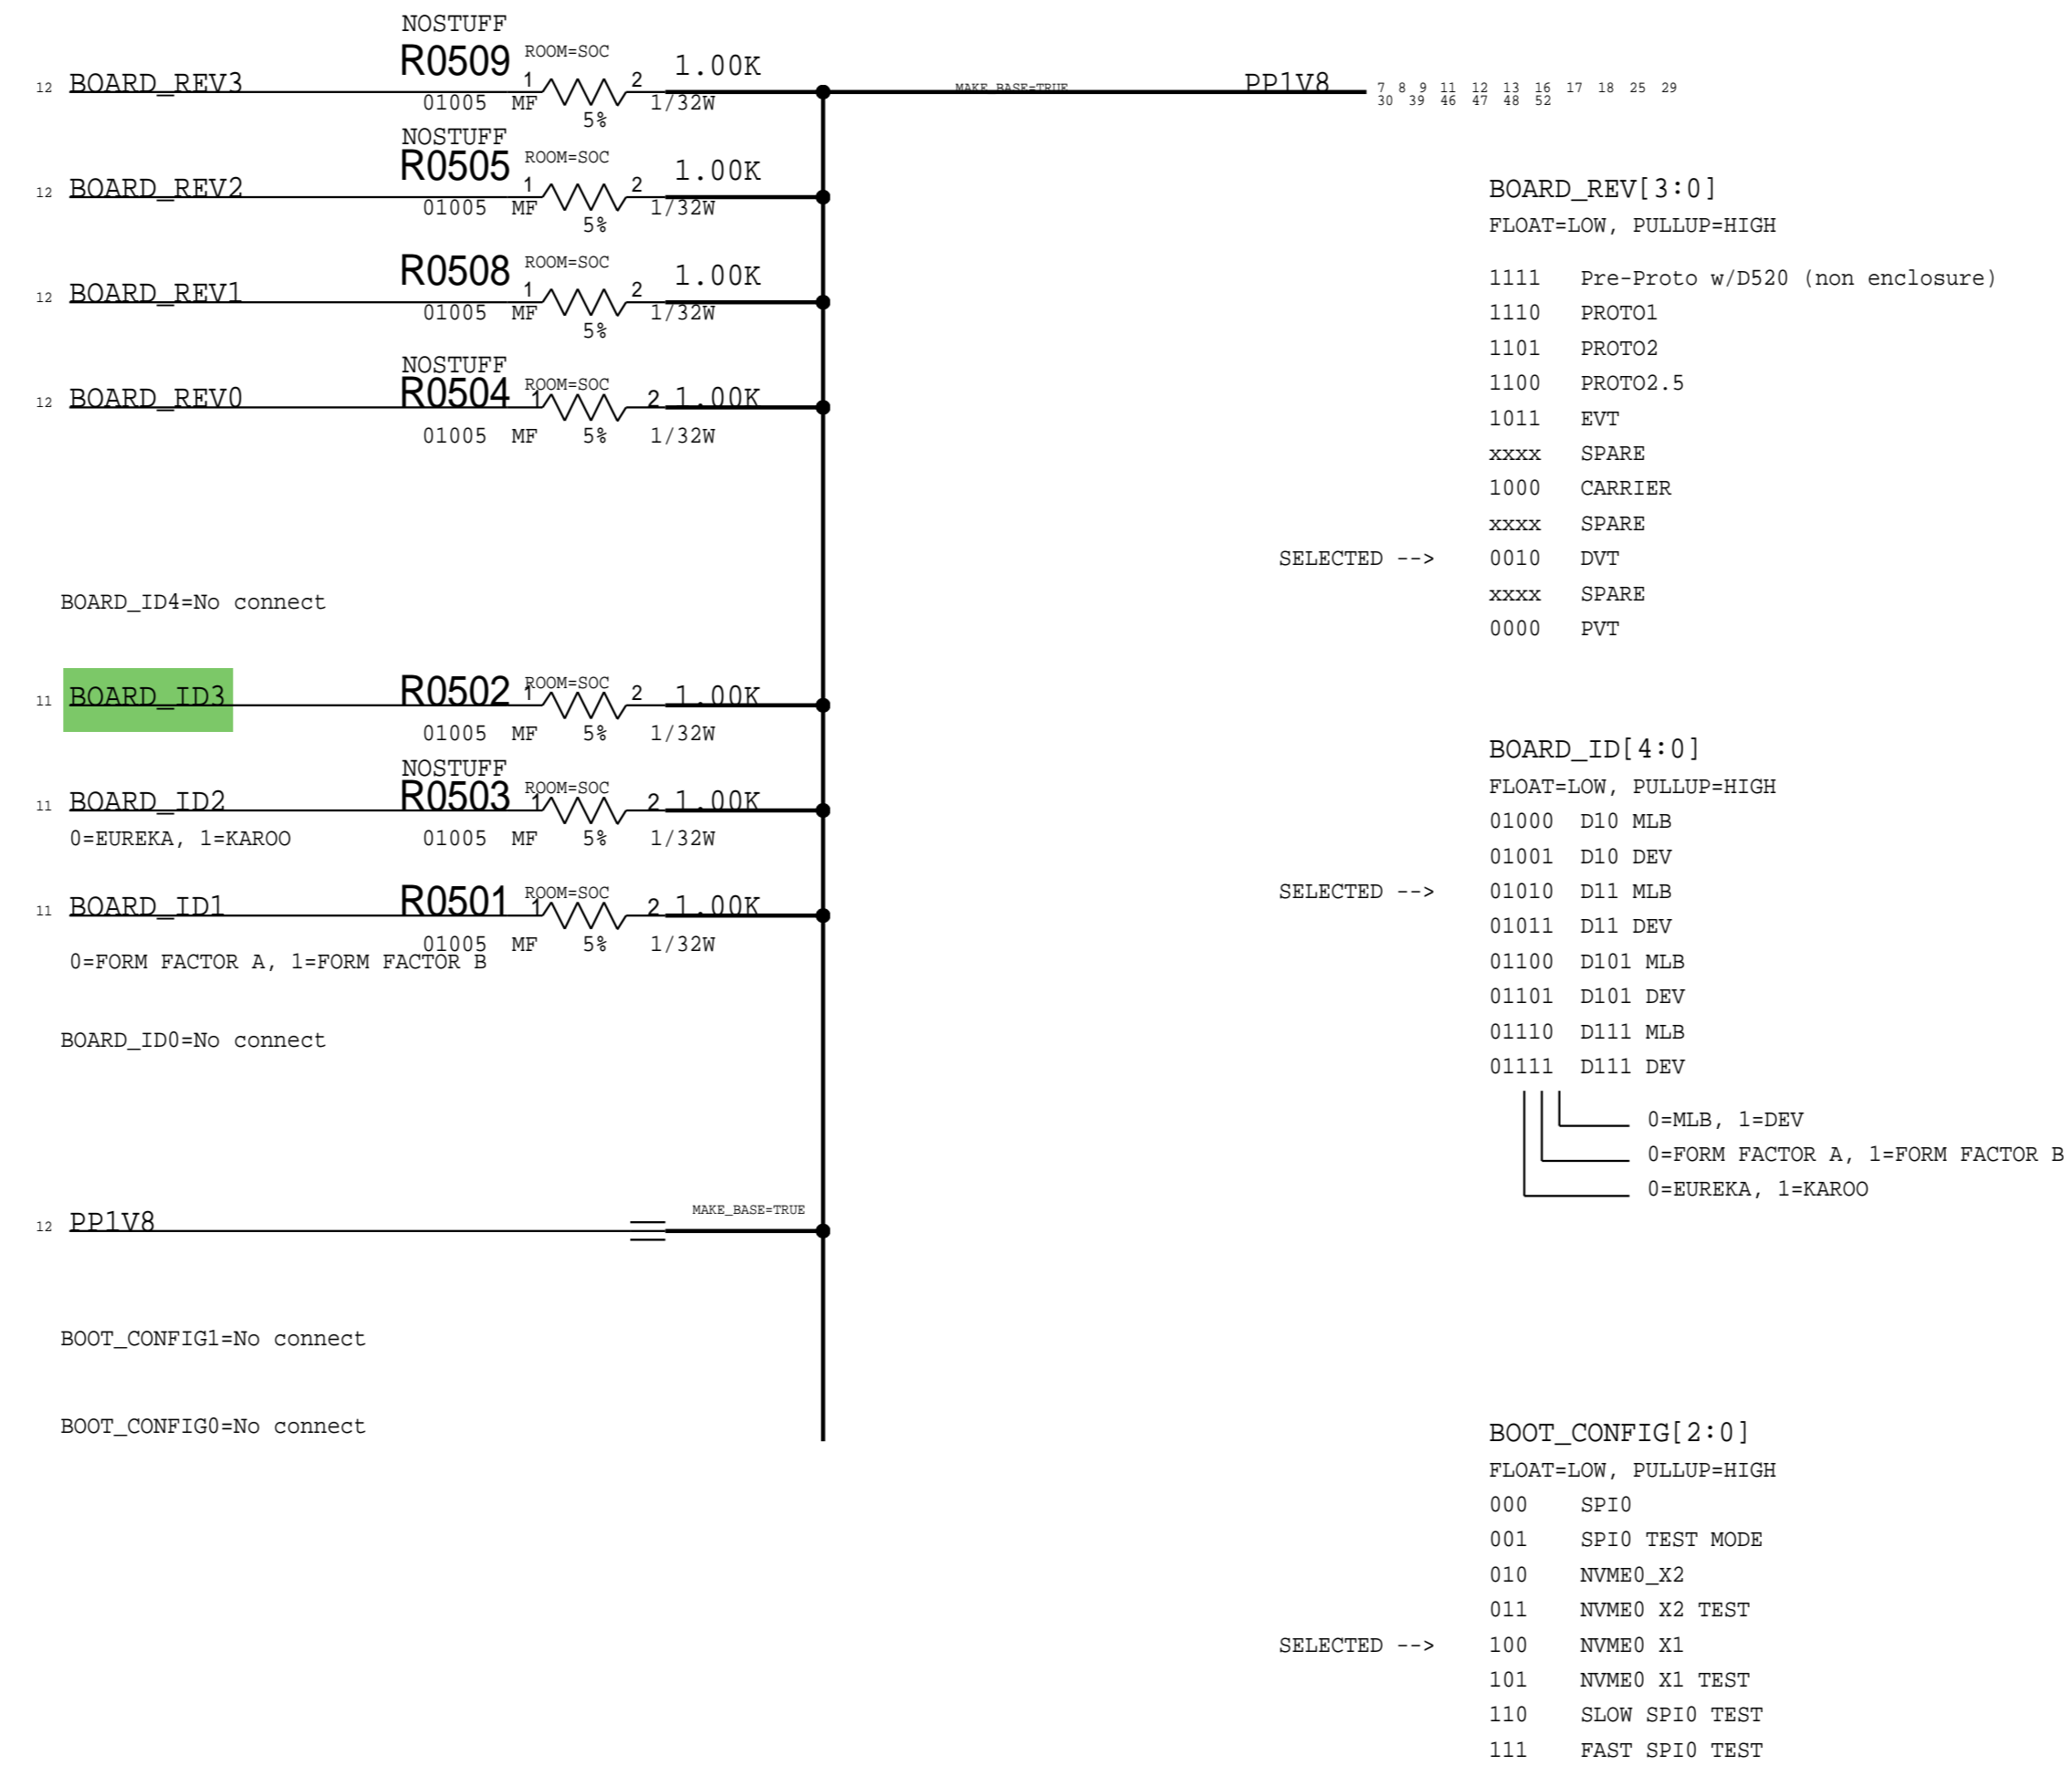 NOSTUFF
R0509 ROOM=SOC
12 BOARD_REV3 1 2 1.00K MAKE_BASE=TRUE PP1V8 7 8 9 11 12 13 16 17 18 25 29
30 39 46 47 48 52
01005 MF 5% 1/32W
NOSTUFF
R0505 ROOM=SOC
12 BOARD_REV2 1 2 1.00K
01005 MF 5% 1/32W
R0508 ROOM=SOC
12 BOARD_REV1 1 2 1.00K
01005 MF 5% 1/32W
NOSTUFF
R0504 ROOM=SOC
12 BOARD_REV0 1 2 1.00K
01005 MF 5% 1/32W
BOARD_ID4=No connect
11 BOARD_ID3 R0502 ROOM=SOC 1 2 1.00K
01005 MF 5% 1/32W
NOSTUFF
11 BOARD_ID2 R0503 ROOM=SOC 1 2 1.00K
0=EUREKA, 1=KAROO 01005 MF 5% 1/32W
11 BOARD_ID1 R0501 ROOM=SOC 1 2 1.00K
01005 MF 5% 1/32W
0=FORM FACTOR A, 1=FORM FACTOR B
BOARD_ID0=No connect
12 PP1V8 MAKE_BASE=TRUE
BOOT_CONFIG1=No connect
BOOT_CONFIG0=No connect
BOARD_REV[3:0]
FLOAT=LOW, PULLUP=HIGH
1111 Pre-Proto w/D520 (non enclosure)
1110 PROTO1
1101 PROTO2
1100 PROTO2.5
1011 EVT
xxxx SPARE
1000 CARRIER
xxxx SPARE
SELECTED --> 0010 DVT
xxxx SPARE
0000 PVT
BOARD_ID[4:0]
FLOAT=LOW, PULLUP=HIGH
01000 D10 MLB
01001 D10 DEV
SELECTED --> 01010 D11 MLB
01011 D11 DEV
01100 D101 MLB
01101 D101 DEV
01110 D111 MLB
01111 D111 DEV
0=MLB, 1=DEV
0=FORM FACTOR A, 1=FORM FACTOR B
0=EUREKA, 1=KAROO
BOOT_CONFIG[2:0]
FLOAT=LOW, PULLUP=HIGH
000 SPI0
001 SPI0 TEST MODE
010 NVME0_X2
011 NVME0 X2 TEST
SELECTED --> 100 NVME0 X1
101 NVME0 X1 TEST
110 SLOW SPI0 TEST
111 FAST SPI0 TEST